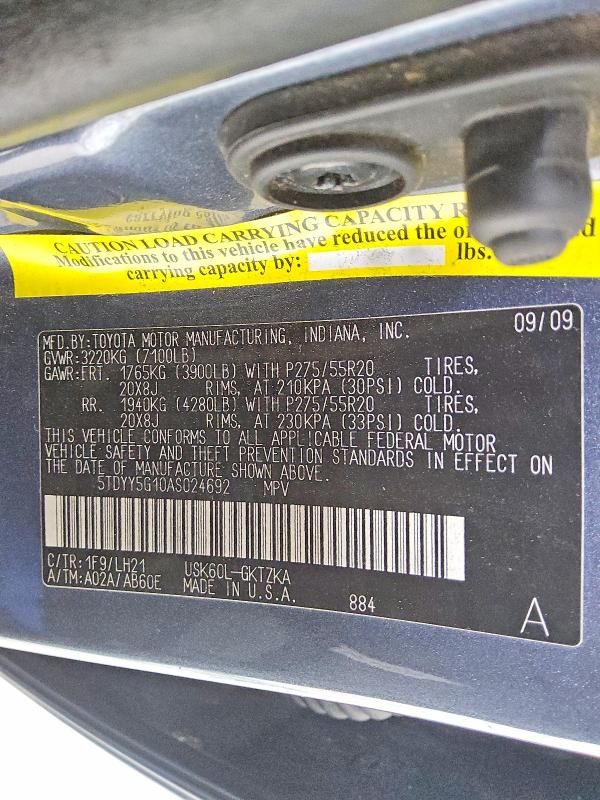 CAUTION LOAD CARRYING CAPACITY
Modifications to this vehicle have reduced the
carrying capacity by: lbs.
MFD.BY:TOYOTA MOTOR MANUFACTURING, INDIANA, INC. 09/09
GVWR:3220KG (7100LB)
GAWR:FRT. 1765KG (3900LB) WITH P275/55R20 TIRES,
20X8J RIMS, AT 210KPA (30PSI) COLD.
RR. 1940KG (4280LB) WITH P275/55R20 TIRES,
20X8J RIMS, AT 230KPA (33PSI) COLD.
THIS VEHICLE CONFORMS TO ALL APPLICABLE FEDERAL MOTOR
VEHICLE SAFETY AND THEFT PREVENTION STANDARDS IN EFFECT ON
THE DATE OF MANUFACTURE SHOWN ABOVE.
5TDYY5G10AS024692 MPV
C/TR:1F9/LH21 USK60L-GKTZKA
A/TM:A02A/AB60E MADE IN U.S.A. 884 A